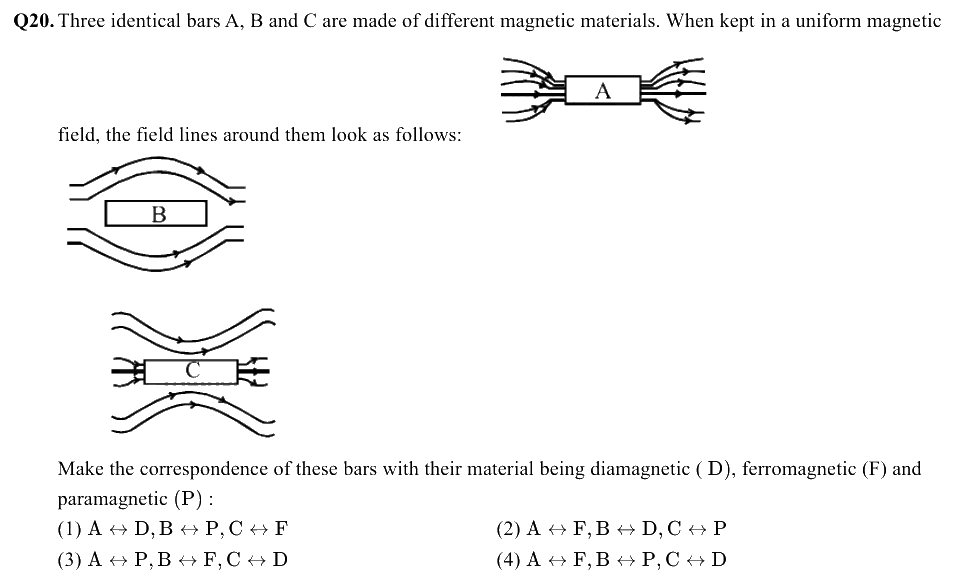 Q20. Three identical bars A, B and C are made of different magnetic materials. When kept in a uniform magnetic
A
field, the field lines around them look as follows:
B
C
Make the correspondence of these bars with their material being diamagnetic ( D), ferromagnetic (F) and
paramagnetic (P) :
(1) A ↔ D, B ↔ P, C ↔ F (2) A ↔ F, B ↔ D, C ↔ P
(3) A ↔ P, B ↔ F, C ↔ D (4) A ↔ F, B ↔ P, C ↔ D